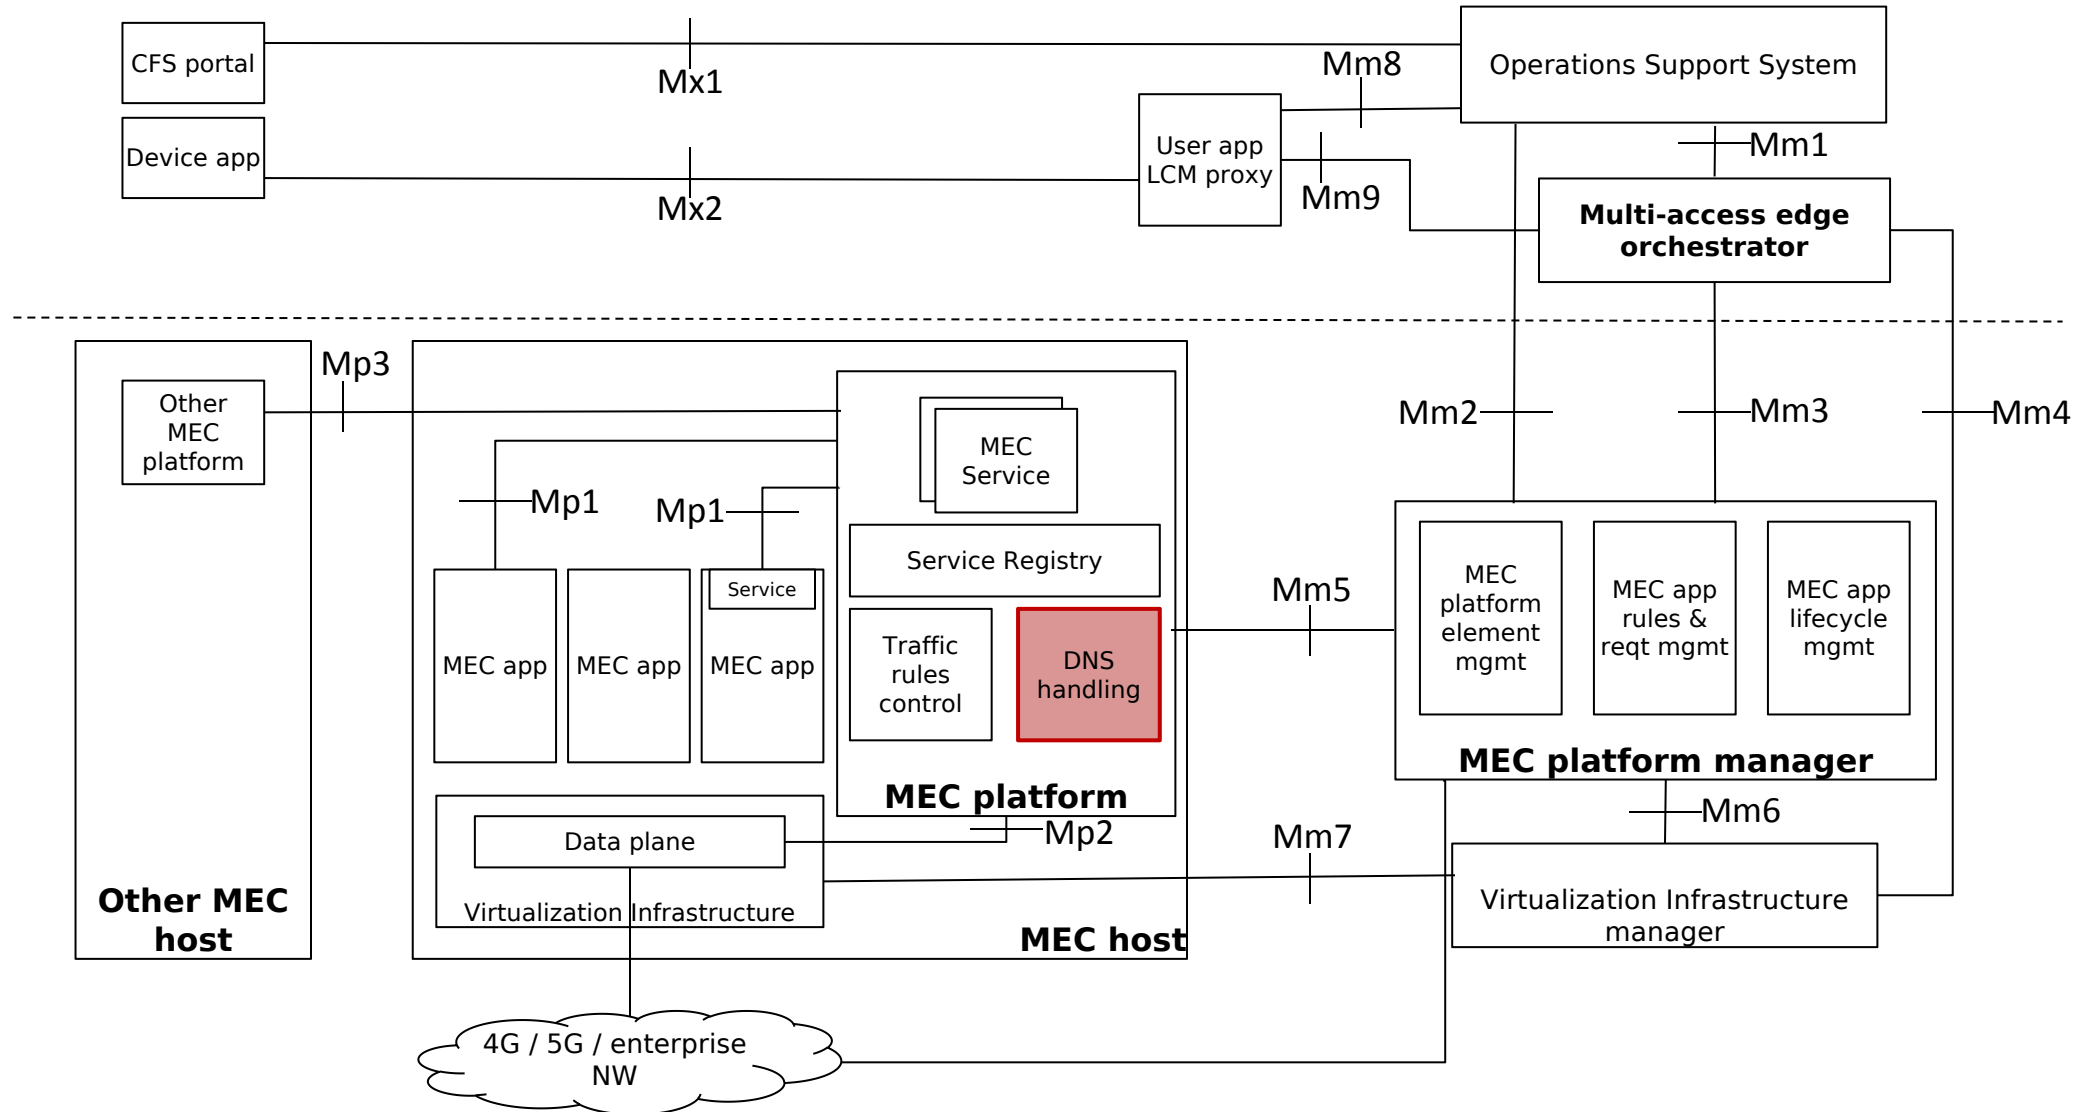 CFS portal
Mx1
Mm8
Operations Support System
Device app
Mx2
User app
LCM proxy
Mm9
Mm1
Multi-access edge
orchestrator
Mp3
Other
MEC
platform
Mp1
Mp1
MEC
Service
Mm2
Mm3
Mm4
Service Registry
Service
MEC app
MEC app
MEC app
Traffic
rules
control
DNS
handling
Mm5
MEC
platform
element
mgmt
MEC app
rules &
reqt mgmt
MEC app
lifecycle
mgmt
MEC platform manager
MEC platform
Mp2
Data plane
Virtualization Infrastructure
Mm7
Mm6
Other MEC
host
MEC host
Virtualization Infrastructure
manager
4G / 5G / enterprise
NW